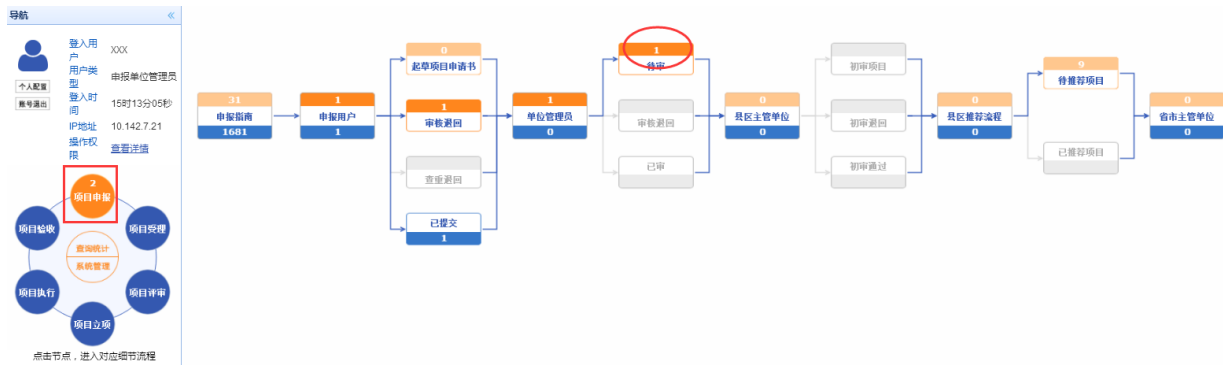 导航
«
登入用户
XXX
用户类型
申报单位管理员
个人配置
账号退出
登入时间
15时13分05秒
IP地址
10.142.7.21
操作权限
查看详情
2
项目申报
项目验收
项目受理
查询统计
系统管理
项目执行
项目评审
项目立项
点击节点，进入对应细节流程
31
申报指南
1681
1
申报用户
1
0
起草项目申请书
1
审核退回
查重退回
已提交
1
1
单位管理员
0
1
待审
审核退回
已审
0
县区主管单位
0
初审项目
初审退回
初审通过
0
县区推荐流程
0
9
待推荐项目
已推荐项目
0
省市主管单位
0